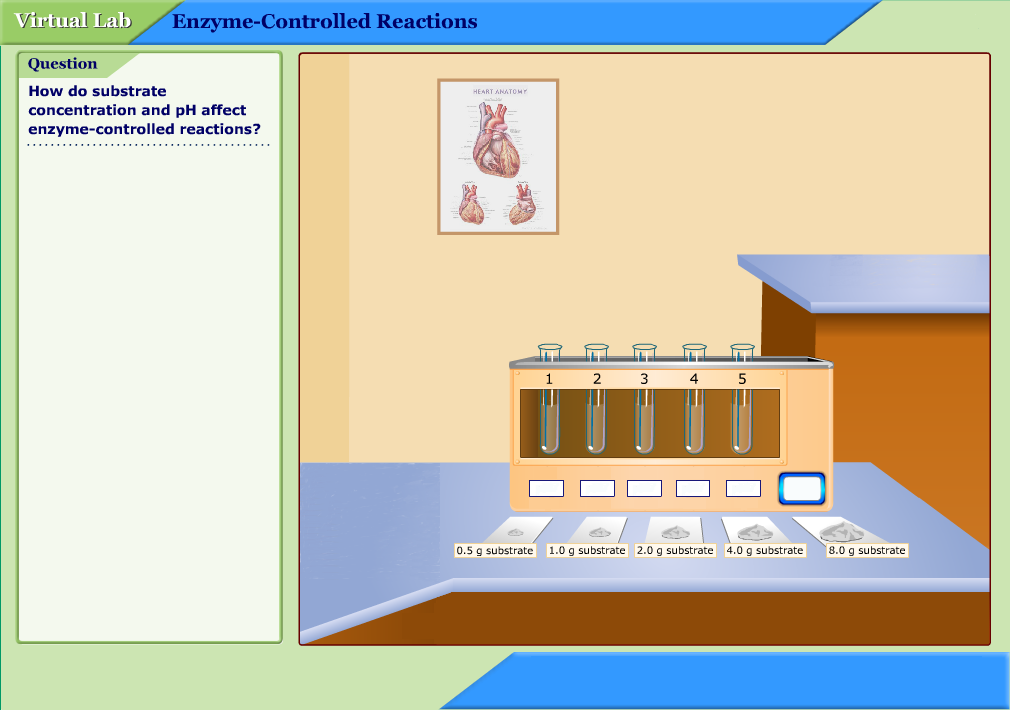 Virtual Lab
Enzyme-Controlled Reactions
Question
How do substrate
concentration and pH affect
enzyme-controlled reactions?
HEART ANATOMY
1 2 3 4 5
0.5 g substrate 1.0 g substrate 2.0 g substrate 4.0 g substrate 8.0 g substrate